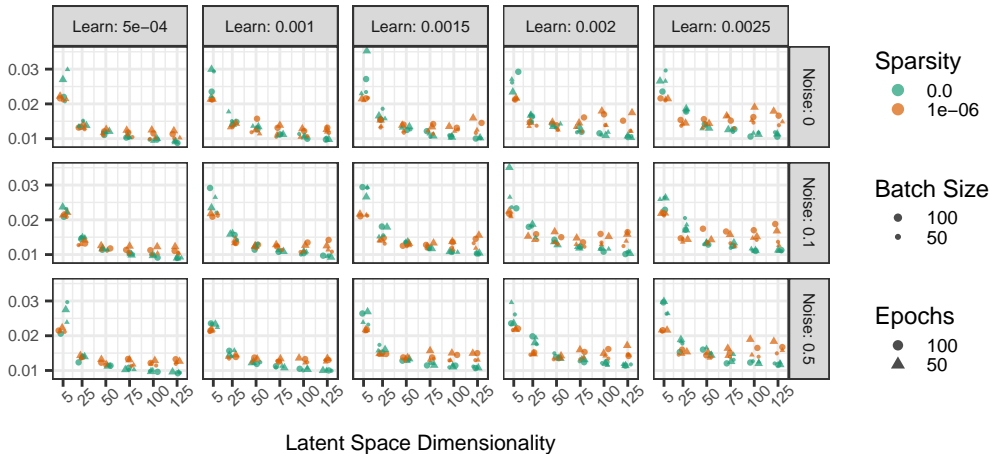 Learn: 5e−04
Learn: 0.001
Learn: 0.0015
Learn: 0.002
Learn: 0.0025
0.03
0.02
0.01
Noise: 0
0.03
0.02
0.01
Noise: 0.1
0.03
0.02
0.01
Noise: 0.5
5 25 50 75 100 125
5 25 50 75 100 125
5 25 50 75 100 125
5 25 50 75 100 125
5 25 50 75 100 125
Latent Space Dimensionality
Sparsity
0.0
1e−06
Batch Size
100
50
Epochs
100
50